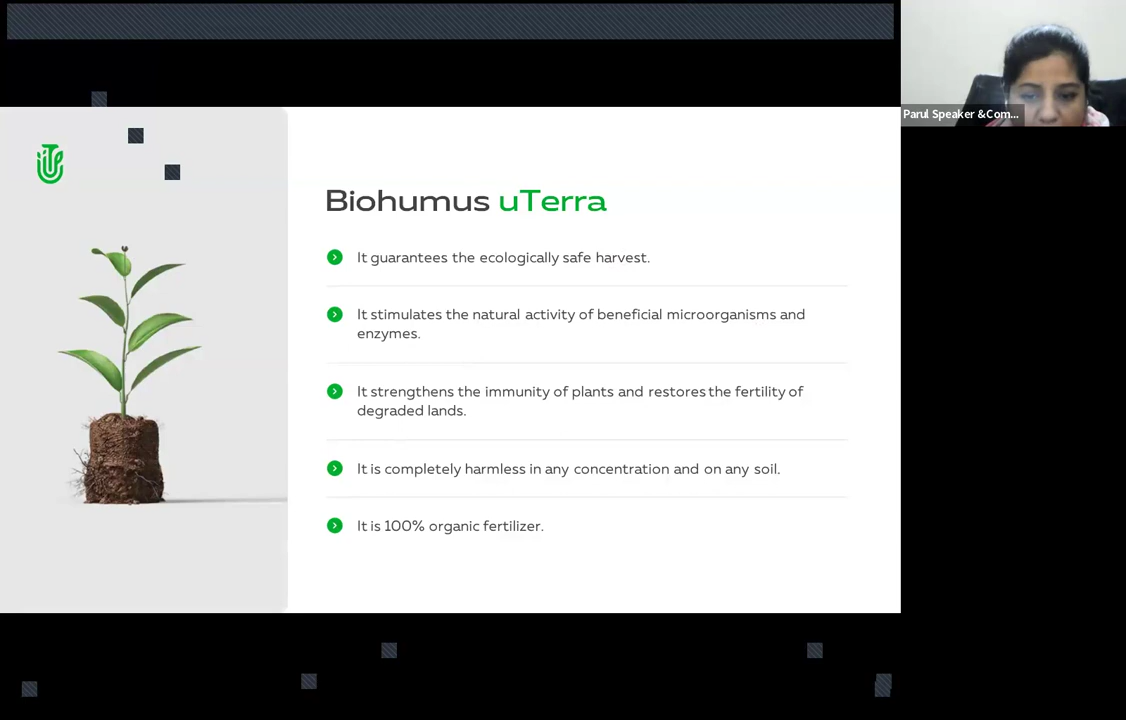 Parul Speaker &Com...
Biohumus uTerra
It guarantees the ecologically safe harvest.
It stimulates the natural activity of beneficial microorganisms and
enzymes.
It strengthens the immunity of plants and restores the fertility of
degraded lands.
It is completely harmless in any concentration and on any soil.
It is 100% organic fertilizer.